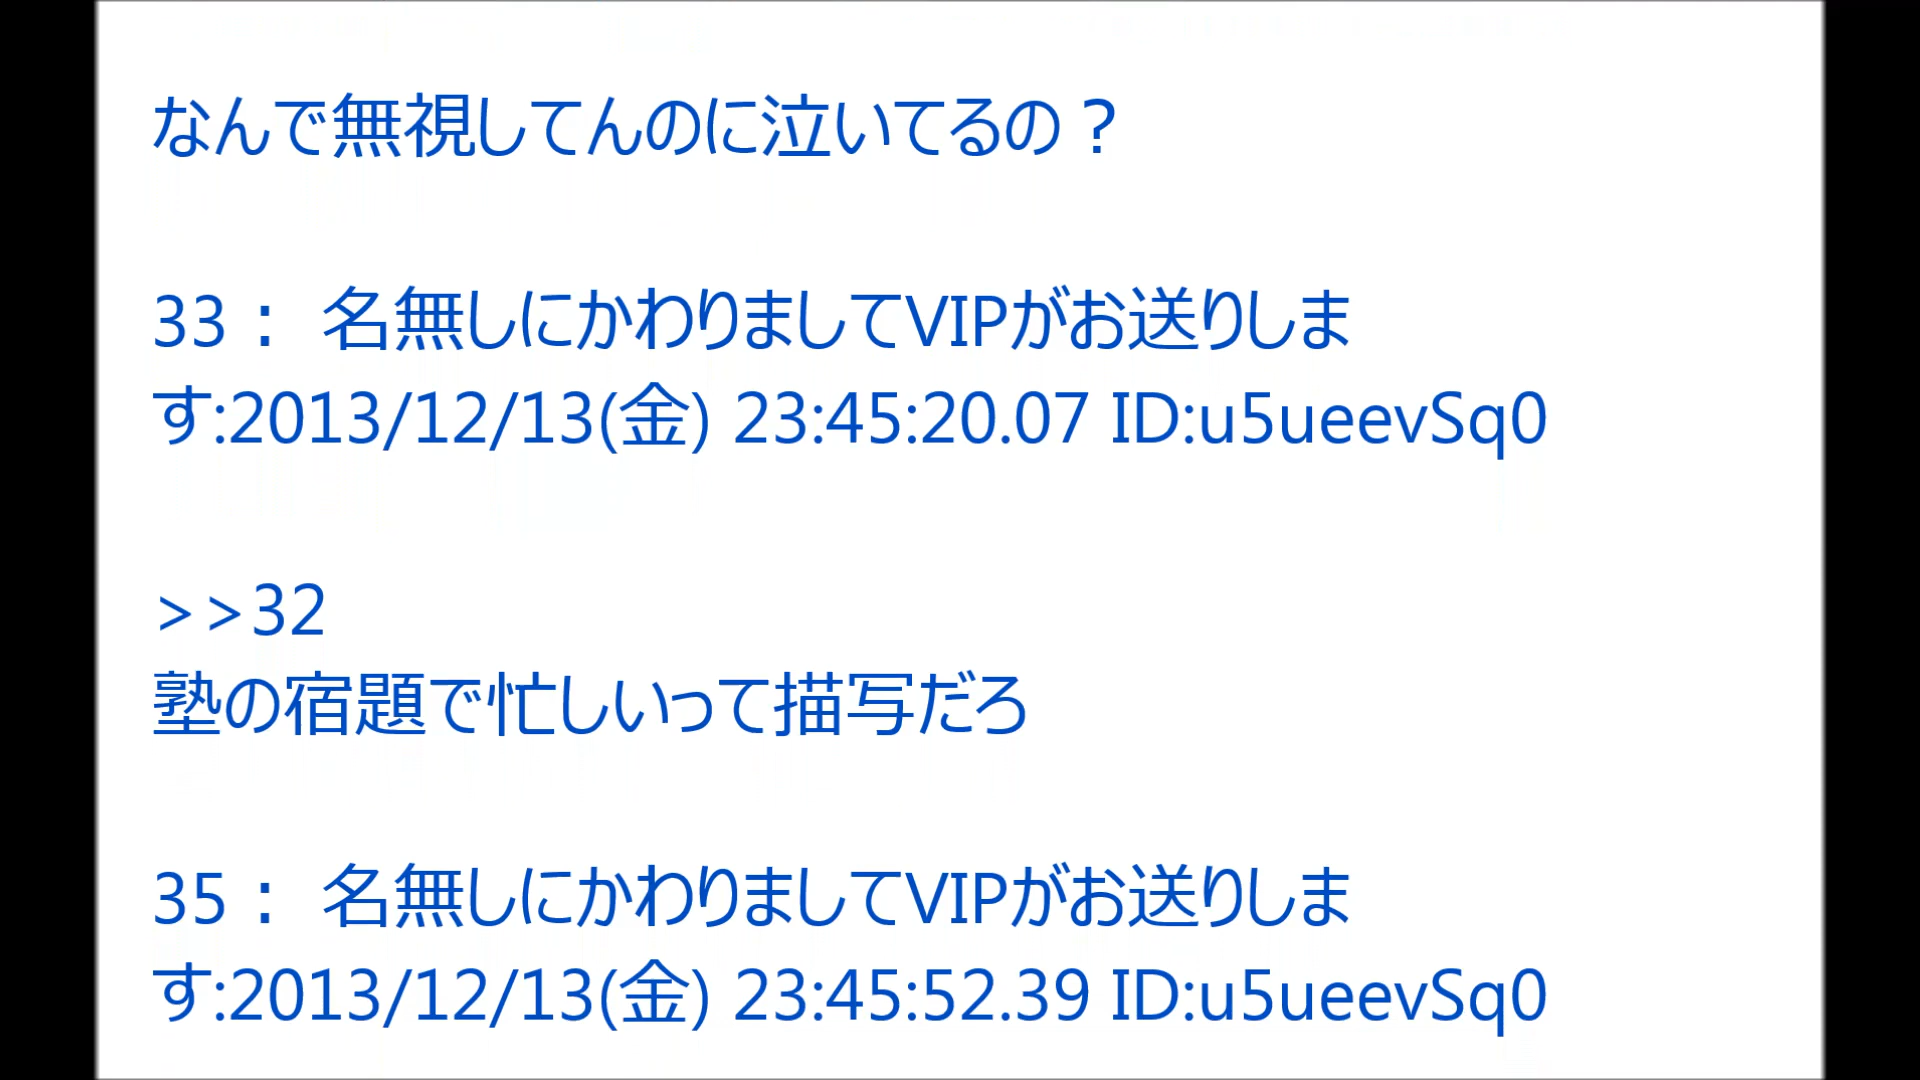 なんで無視してんのに泣いてるの？
33： 名無しにかわりましてVIPがお送りしま
す:2013/12/13(金) 23:45:20.07 ID:u5ueevSq0
>>32
塾の宿題で忙しいって描写だろ
35： 名無しにかわりましてVIPがお送りしま
す:2013/12/13(金) 23:45:52.39 ID:u5ueevSq0